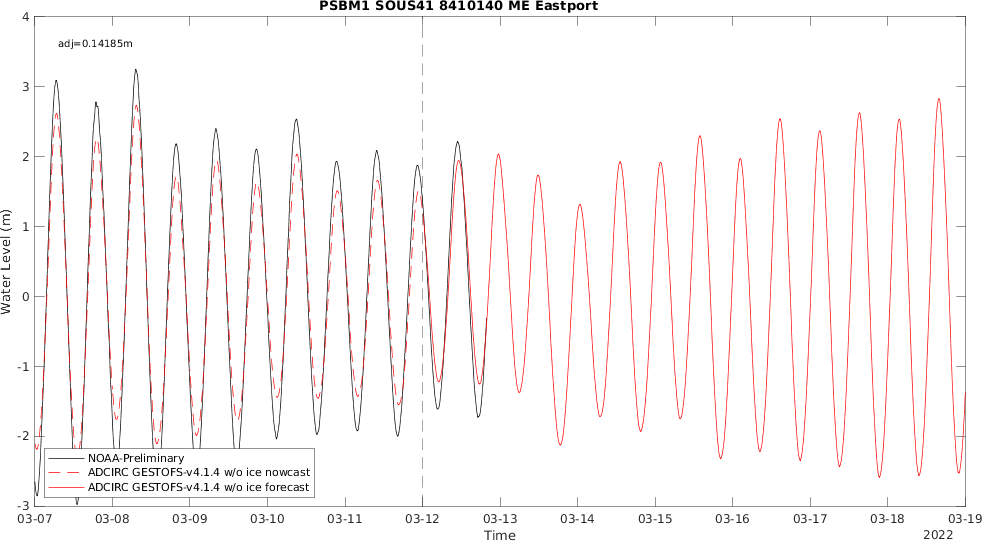 PSBM1 SOUS41 8410140 ME Eastport
adj=0.14185m
4
3
2
1
0
-1
-2
-3
Water Level (m)
NOAA-Preliminary
ADCIRC GESTOFS-v4.1.4 w/o ice nowcast
ADCIRC GESTOFS-v4.1.4 w/o ice forecast
03-07 03-08 03-09 03-10 03-11 03-12 03-13 03-14 03-15 03-16 03-17 03-18 03-19
Time
2022